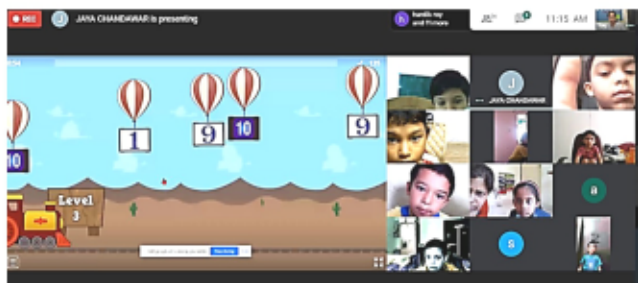 REC
J
JAYA CHANDAWAR is presenting
h
11:15 AM
10
1
9
10
9
Level
3
J
JAYA CHANDAWAR
a
s